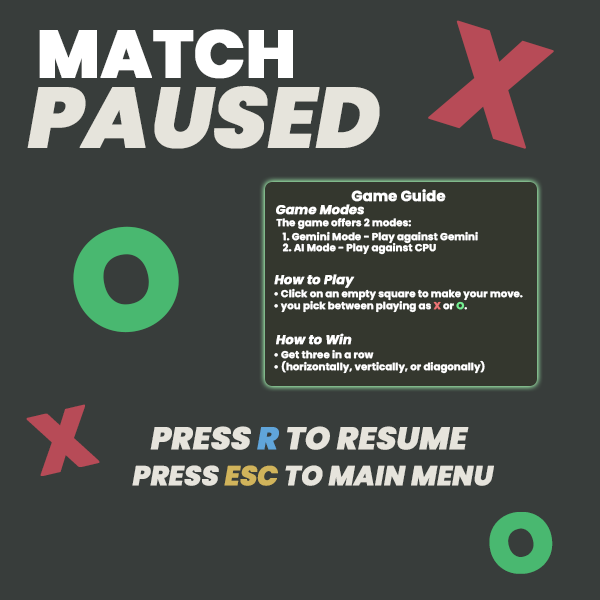 MATCH
PAUSED
X
Game Guide
Game Modes
The game offers 2 modes:
1. Gemini Mode - Play against Gemini
2. AI Mode - Play against CPU
O
How to Play
• Click on an empty square to make your move.
• you pick between playing as X or O.
How to Win
• Get three in a row
• (horizontally, vertically, or diagonally)
X
PRESS R TO RESUME
PRESS ESC TO MAIN MENU
O